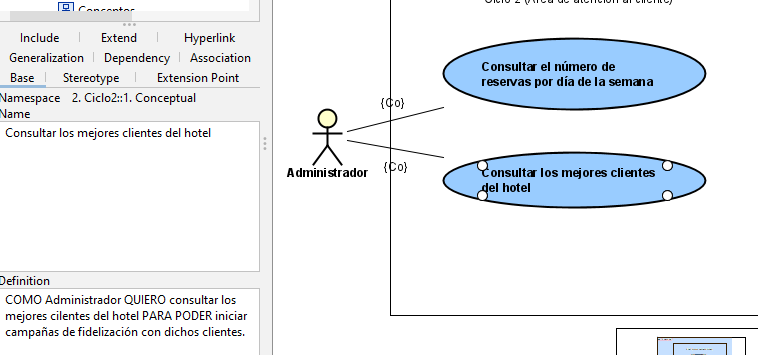 Conceptos
Ciclo 2 (Área de atención al cliente)
Include Extend Hyperlink
Generalization Dependency Association
Base Stereotype Extension Point
Namespace 2. Ciclo2::1. Conceptual
Name
Consultar los mejores clientes del hotel
Definition
COMO Administrador QUIERO consultar los
mejores cilentes del hotel PARA PODER iniciar
campañas de fidelización con dichos clientes.
Consultar el número de
reservas por día de la semana
{Co}
Administrador
{Co}
Consultar los mejores clientes
del hotel